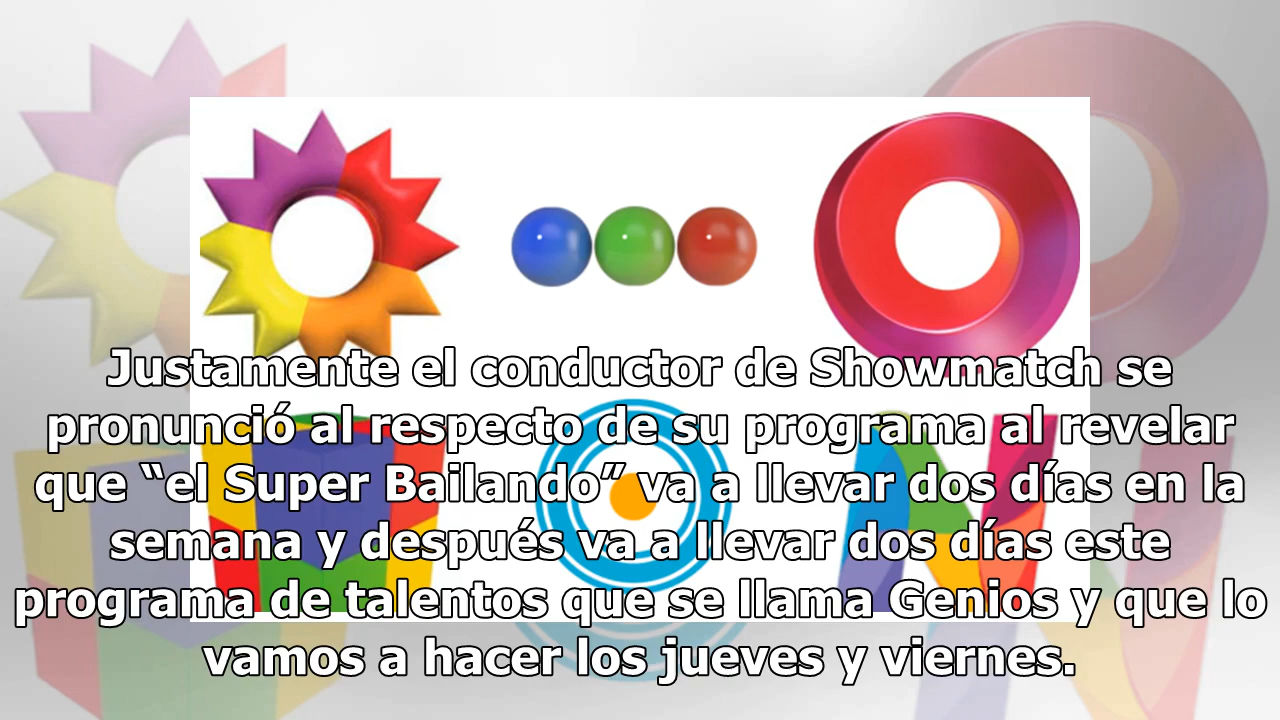 Justamente el conductor de Showmatch se
pronunció al respecto de su programa al revelar
que “el Super Bailando” va a llevar dos días en la
semana y después va a llevar dos días este
programa de talentos que se llama Genios y que lo
vamos a hacer los jueves y viernes.